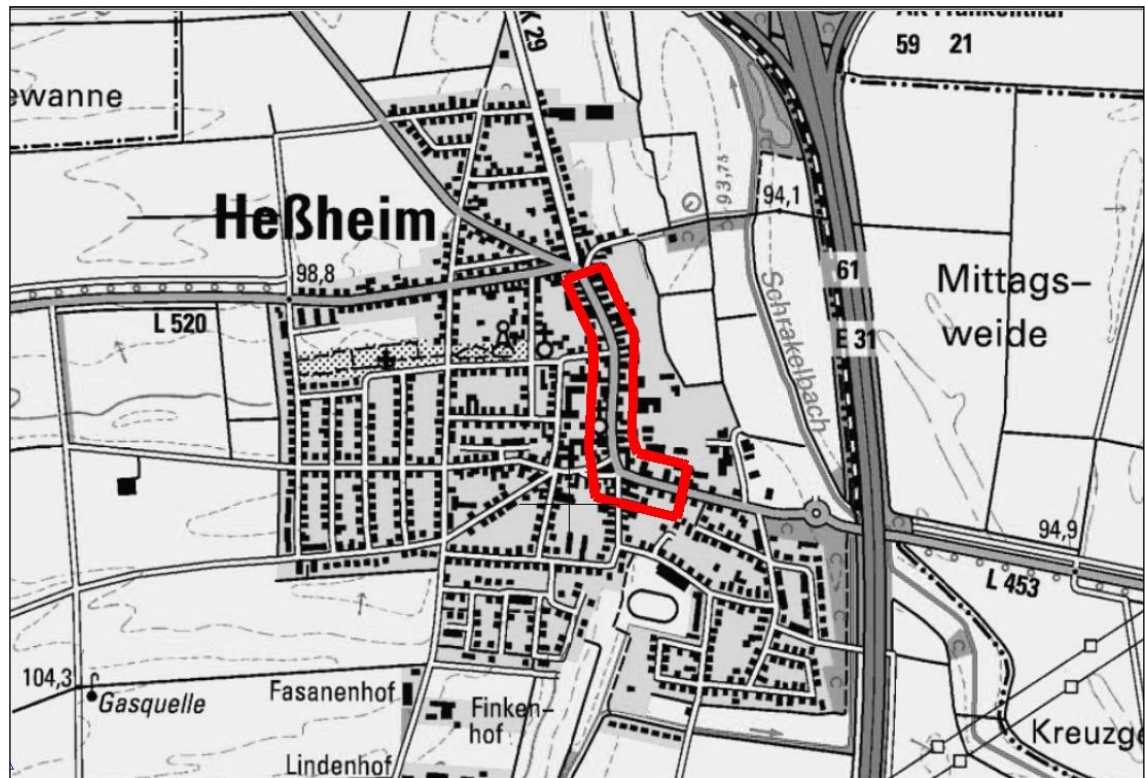 K 29
59 21
ewanne
93,75
94,1
Heßheim
98,8
61
Mittags-
weide
L 520
E 31
Schrakelbach
94,9
L 453
104,3
Gasquelle
Fasanenhof
Finken-
hof
Kreuzge
Lindenhof